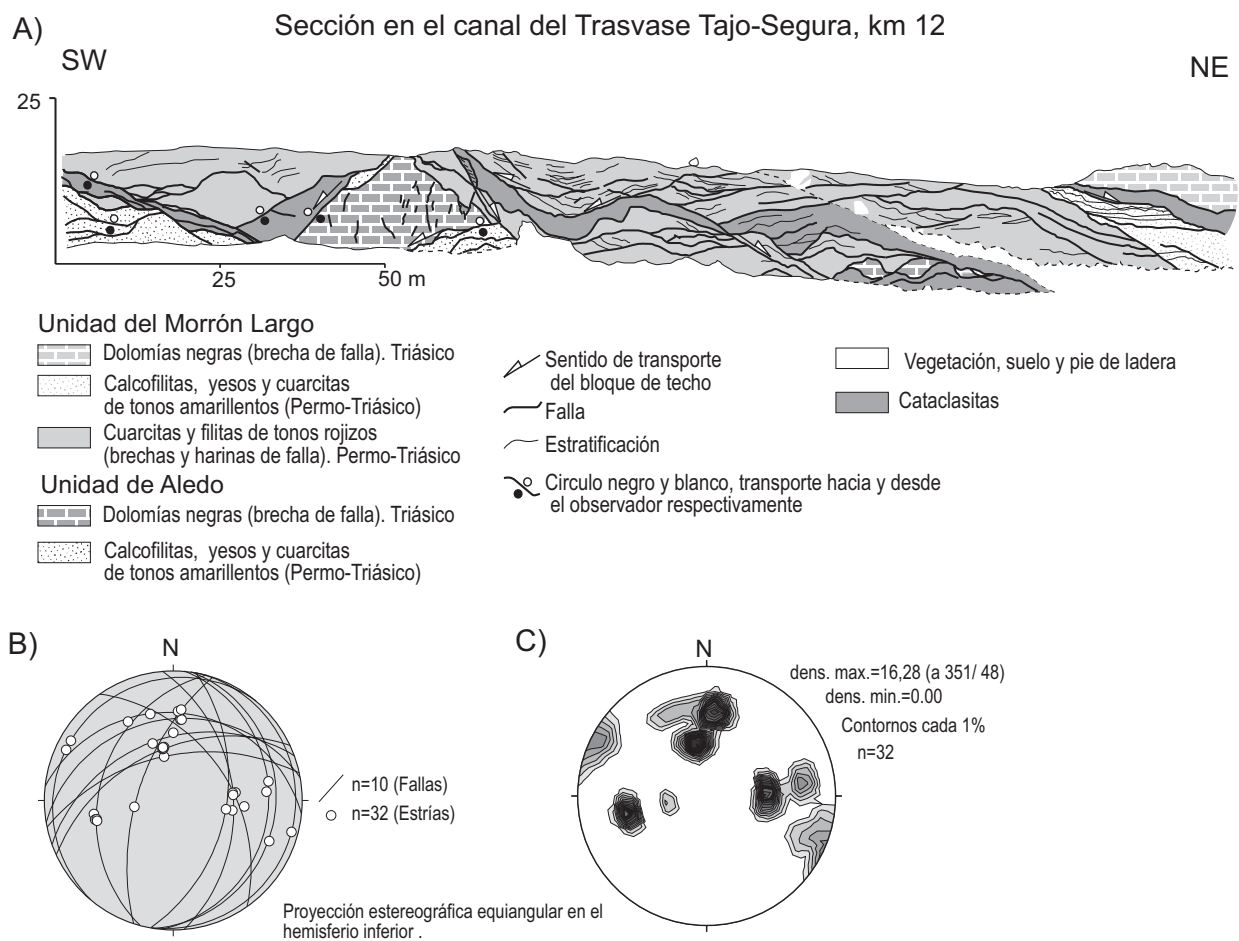 A)
Sección en el canal del Trasvase Tajo-Segura, km 12
SW
NE
25
25
50 m
Unidad del Morrón Largo
Dolomías negras (brecha de falla). Triásico
Calcofilitas, yesos y cuarcitas
de tonos amarillentos (Permo-Triásico)
Cuarcitas y filitas de tonos rojizos
(brechas y harinas de falla). Permo-Triásico
Unidad de Aledo
Dolomías negras (brecha de falla). Triásico
Calcofilitas, yesos y cuarcitas
de tonos amarillentos (Permo-Triásico)
Sentido de transporte
del bloque de techo
Falla
Estratificación
Circulo negro y blanco, transporte hacia y desde
el observador respectivamente
Vegetación, suelo y pie de ladera
Cataclasitas
B)
N
n=10 (Fallas)
n=32 (Estrías)
Proyección estereográfica equiangular en el
hemisferio inferior .
C)
N
dens. max.=16,28 (a 351/ 48)
dens. min.=0.00
Contornos cada 1%
n=32